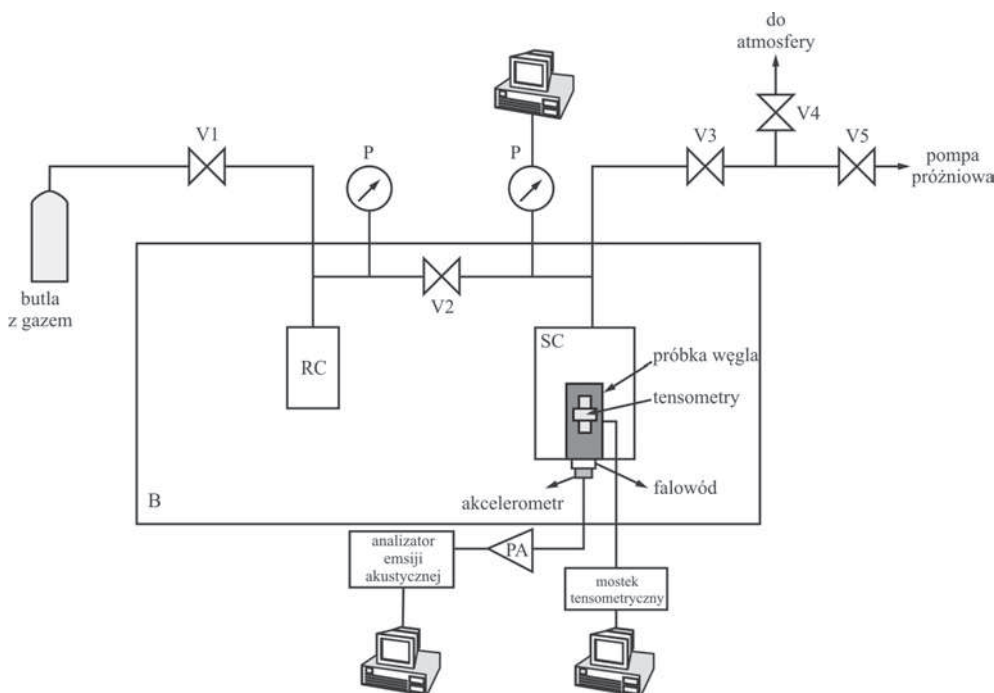 do
atmosfery
V4
V1
V3
V5
P
P
pompa
próżniowa
butla
z gazem
V2
RC
SC
próbka węgla
tensometry
falowód
akcelerometr
B
analizator
emsiji
akustycznej
PA
mostek
tensometryczny